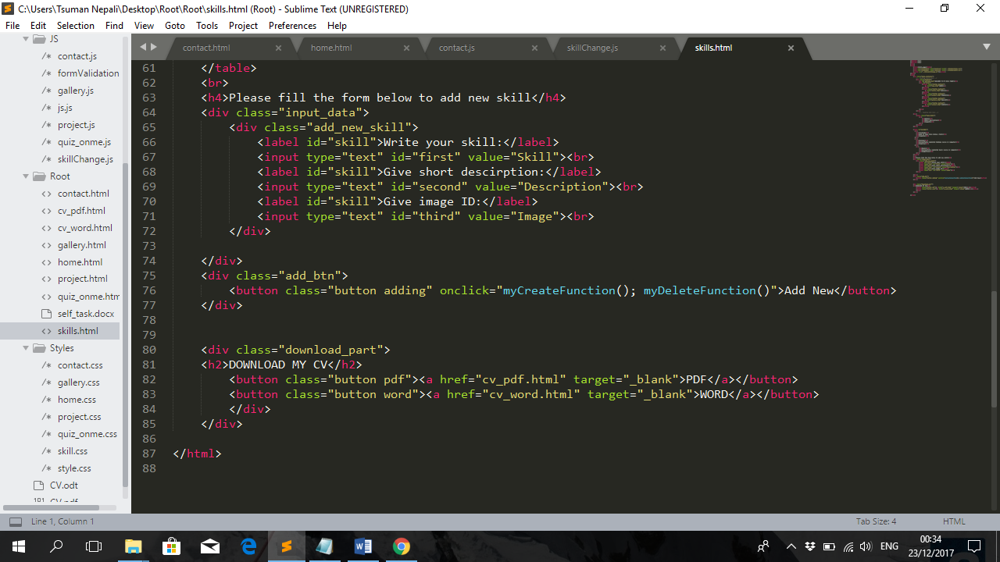 C:\Users\Tsuman Nepali\Desktop\Root\Root\skills.html (Root) - Sublime Text (UNREGISTERED)
File Edit Selection Find View Goto Tools Project Preferences Help
JS
/* contact.js
/* formValidation
/* gallery.js
/* js.js
/* project.js
/* quiz_onme.js
/* skillChange.js
Root
<> contact.html
<> cv_pdf.html
<> cv_word.html
<> gallery.html
<> home.html
<> project.html
<> quiz_onme.htm
self_task.docx
<> skills.html
Styles
/* contact.css
/* gallery.css
/* home.css
/* project.css
/* quiz_onme.css
/* skill.css
/* style.css
CV.odt
CV.pdf
contact.html × home.html × contact.js × skillChange.js × skills.html ×
61 </table>
62 <br>
63 <h4>Please fill the form below to add new skill</h4>
64 <div class="input_data">
65 <div class="add_new_skill">
66 <label id="skill">Write your skill:</label>
67 <input type="text" id="first" value="Skill"><br>
68 <label id="skill">Give short descirption:</label>
69 <input type="text" id="second" value="Description"><br>
70 <label id="skill">Give image ID:</label>
71 <input type="text" id="third" value="Image"><br>
72 </div>
73
74 </div>
75 <div class="add_btn">
76 <button class="button adding" onclick="myCreateFunction(); myDeleteFunction()">Add New</button>
77 </div>
78
79
80 <div class="download_part">
81 <h2>DOWNLOAD MY CV</h2>
82 <button class="button pdf"><a href="cv_pdf.html" target="_blank">PDF</a></button>
83 <button class="button word"><a href="cv_word.html" target="_blank">WORD</a></button>
84 </div>
85 </div>
86
87 </html>
88
Line 1, Column 1 Tab Size: 4 HTML
ENG 00:34
23/12/2017